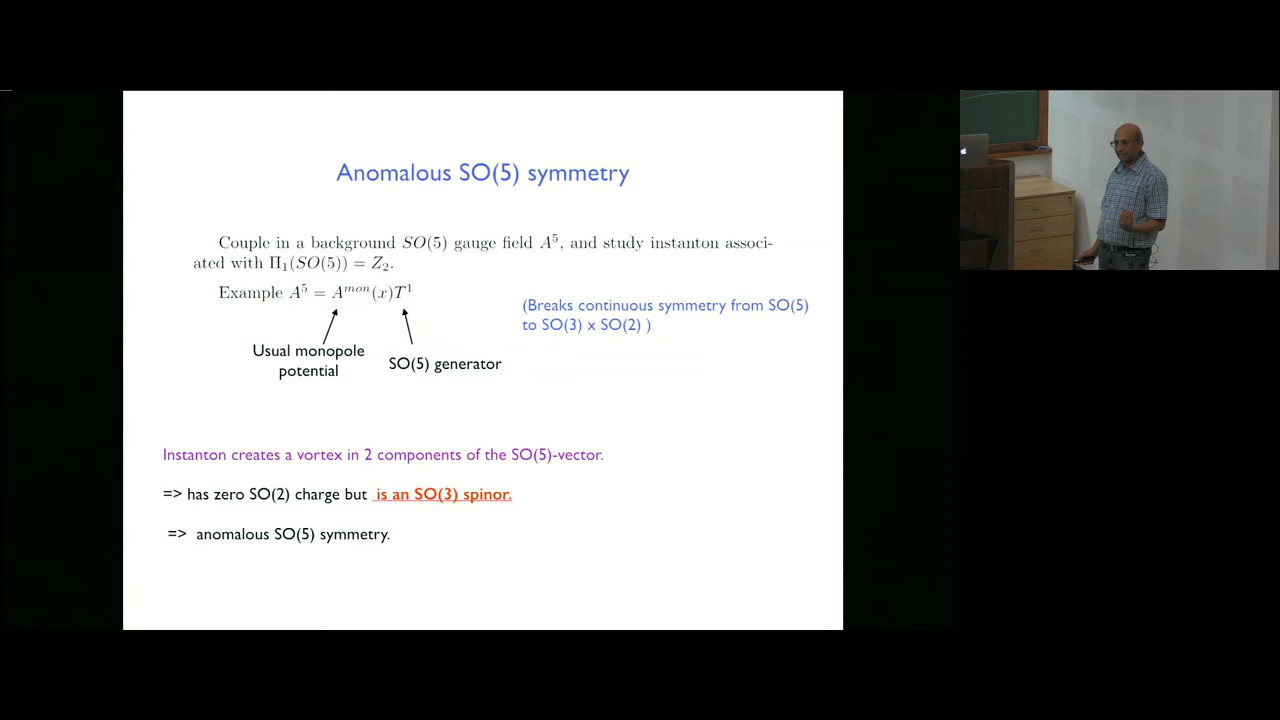 Anomalous SO(5) symmetry
Couple in a background SO(5) gauge field A⁵, and study instanton associ-
ated with Π₁(SO(5)) = Z₂.
Example A⁵ = Aᵐᵒⁿ(x)T¹
(Breaks continuous symmetry from SO(5)
to SO(3) x SO(2) )
Usual monopole
potential
SO(5) generator
Instanton creates a vortex in 2 components of the SO(5)-vector.
=> has zero SO(2) charge but is an SO(3) spinor.
=> anomalous SO(5) symmetry.